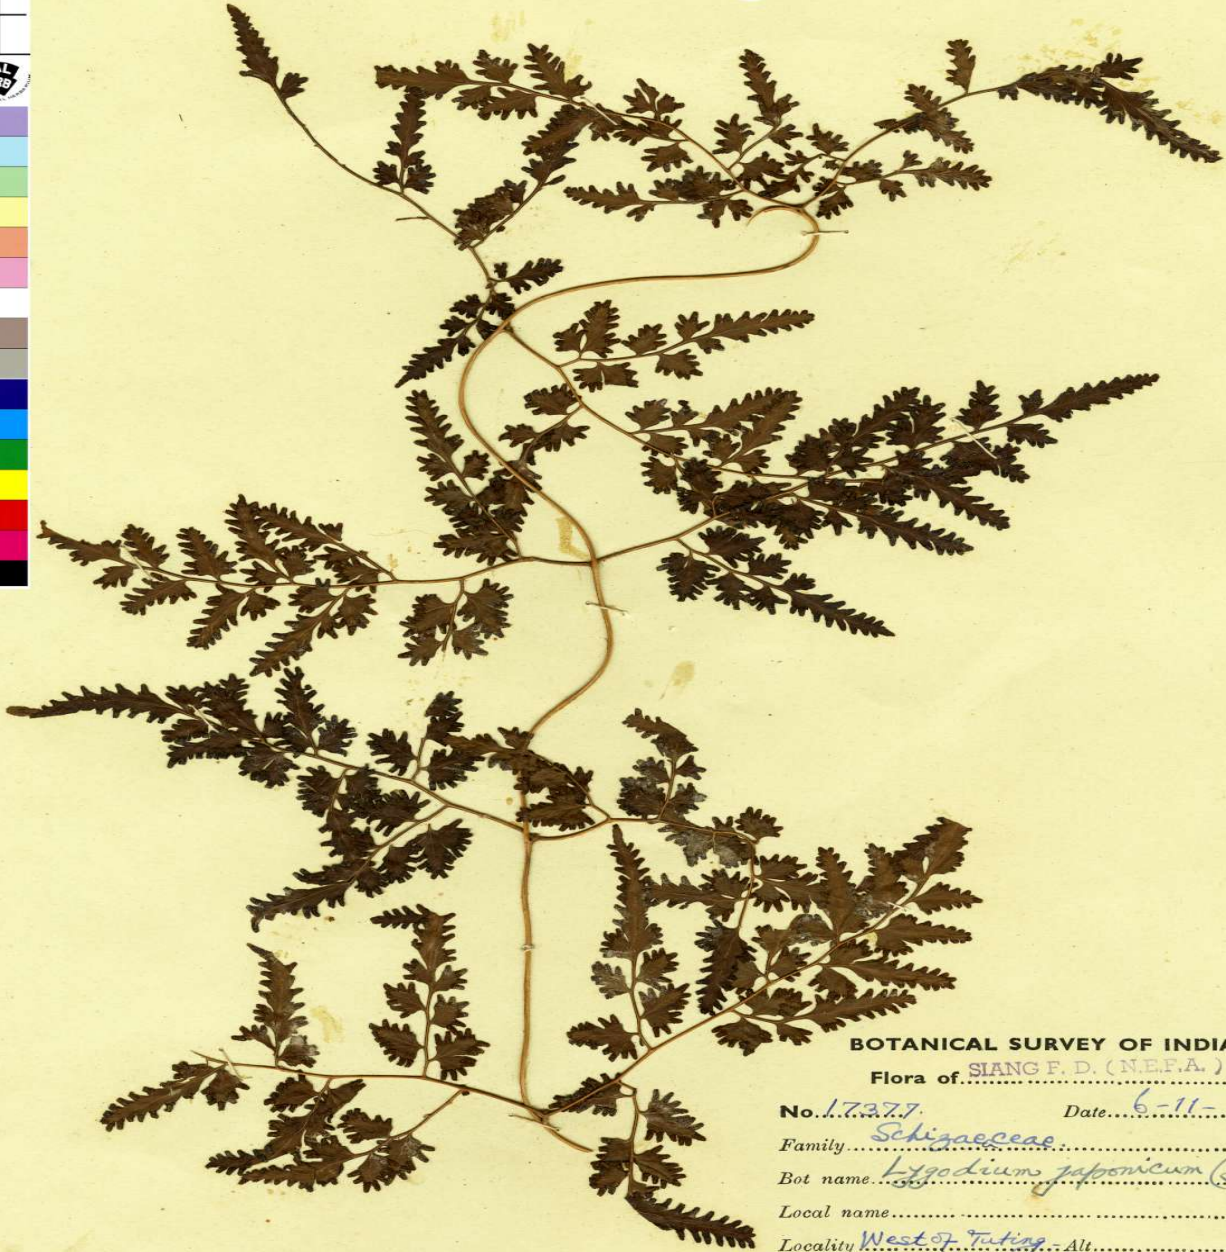 BOTANICAL SURVEY OF INDIA
Flora of SIANG F. D. (N.E.F.A.)
No. 17377. Date 6-11-
Family Schizaeaceae.
Bot name Lygodium japonicum (
Local name
Locality West of Tuting - Alt.